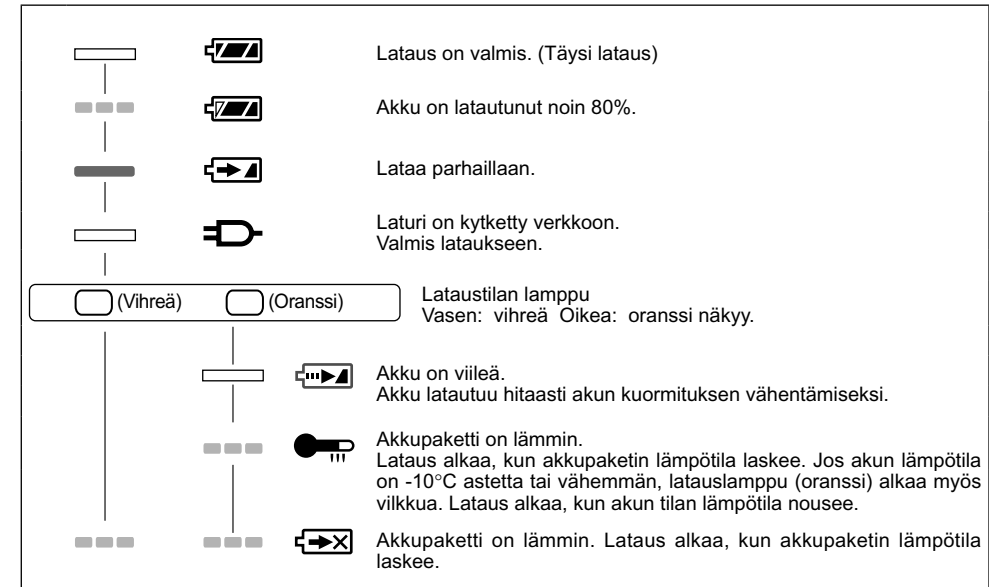 Lataus on valmis. (Täysi lataus)
Akku on latautunut noin 80%.
Lataa parhaillaan.
Laturi on kytketty verkkoon.
Valmis lataukseen.
(Vihreä) (Oranssi)
Lataustilan lamppu
Vasen: vihreä Oikea: oranssi näkyy.
Akku on viileä.
Akku latautuu hitaasti akun kuormituksen vähentämiseksi.
Akkupaketti on lämmin.
Lataus alkaa, kun akkupaketin lämpötila laskee. Jos akun lämpötila
on -10°C astetta tai vähemmän, latauslamppu (oranssi) alkaa myös
vilkkua. Lataus alkaa, kun akun tilan lämpötila nousee.
Akkupaketti on lämmin. Lataus alkaa, kun akkupaketin lämpötila
laskee.